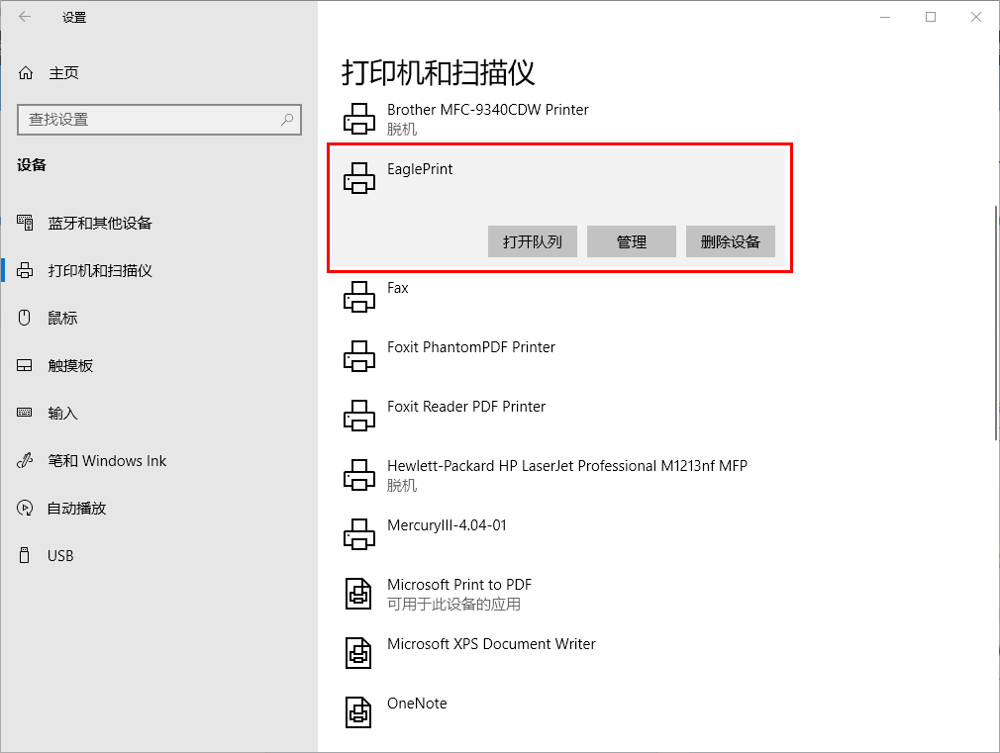 设置
主页
查找设置
设备
蓝牙和其他设备
打印机和扫描仪
鼠标
触摸板
输入
笔和 Windows Ink
自动播放
USB
打印机和扫描仪
Brother MFC-9340CDW Printer
脱机
EaglePrint
打开队列 管理 删除设备
Fax
Foxit PhantomPDF Printer
Foxit Reader PDF Printer
Hewlett-Packard HP LaserJet Professional M1213nf MFP
脱机
MercuryIII-4.04-01
Microsoft Print to PDF
可用于此设备的应用
Microsoft XPS Document Writer
OneNote